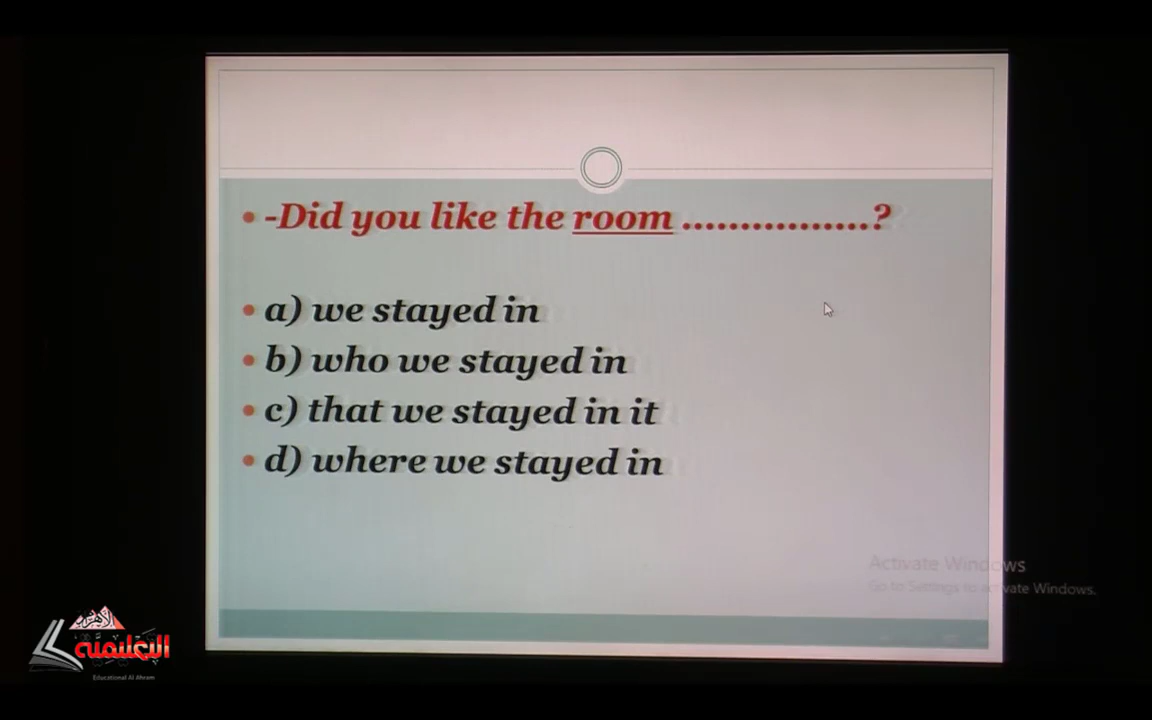 -Did you like the room ................?
a) we stayed in
b) who we stayed in
c) that we stayed in it
d) where we stayed in
Activate Windows
Go to Settings to activate Windows.
الأهرام
التعليمية
Educational Al Ahram